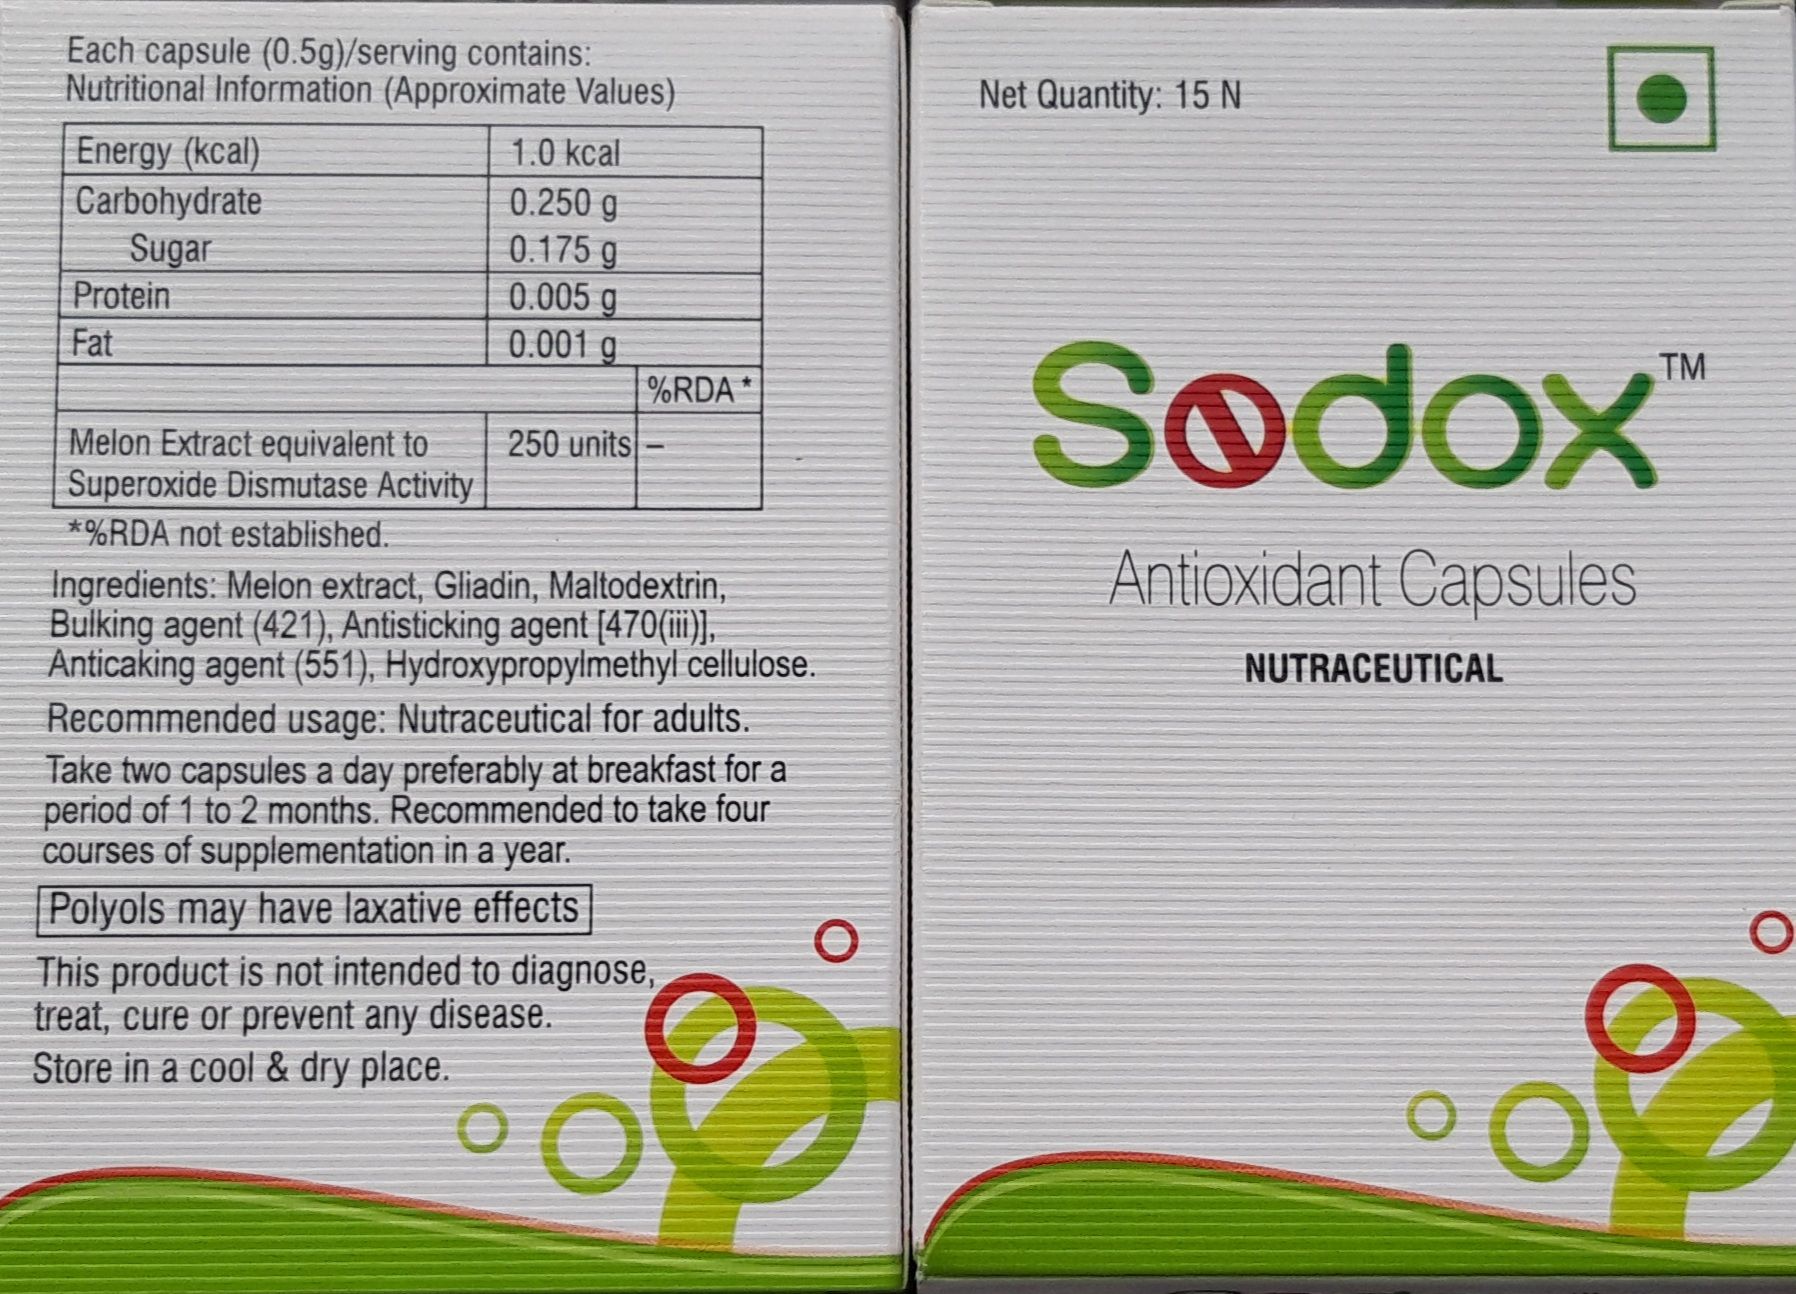 Each capsule (0.5g)/serving contains:
Nutritional Information (Approximate Values)
Energy (kcal) 1.0 kcal
Carbohydrate 0.250 g
Sugar 0.175 g
Protein 0.005 g
Fat 0.001 g
%RDA*
Melon Extract equivalent to 250 units –
Superoxide Dismutase Activity
*%RDA not established.
Ingredients: Melon extract, Gliadin, Maltodextrin,
Bulking agent (421), Antisticking agent [470(iii)],
Anticaking agent (551), Hydroxypropylmethyl cellulose.
Recommended usage: Nutraceutical for adults.
Take two capsules a day preferably at breakfast for a
period of 1 to 2 months. Recommended to take four
courses of supplementation in a year.
Polyols may have laxative effects
This product is not intended to diagnose,
treat, cure or prevent any disease.
Store in a cool & dry place.
Net Quantity: 15 N
Sodox™
Antioxidant Capsules
NUTRACEUTICAL